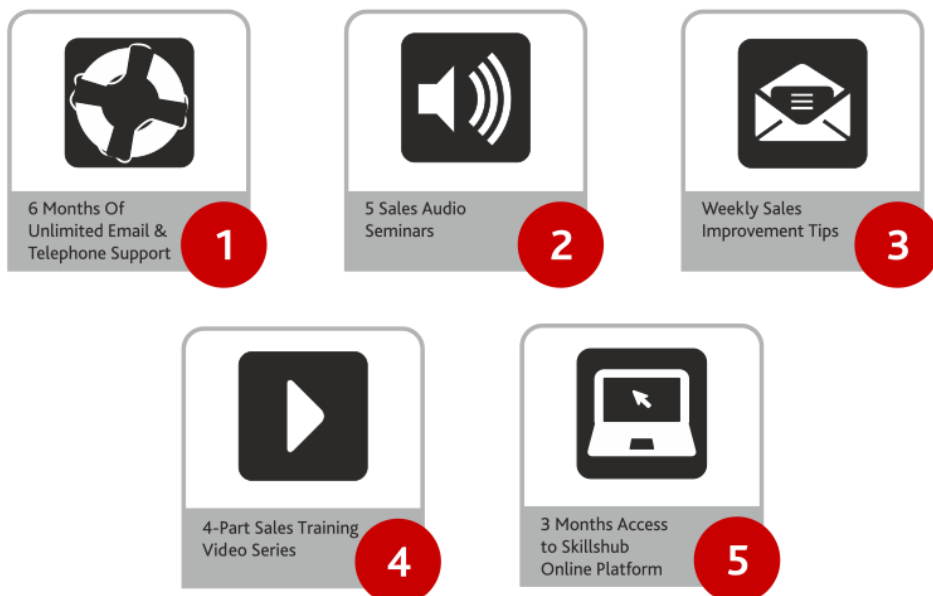 6 Months Of
Unlimited Email &
Telephone Support
1
5 Sales Audio
Seminars
2
Weekly Sales
Improvement Tips
3
4-Part Sales Training
Video Series
4
3 Months Access
to Skillshub
Online Platform
5